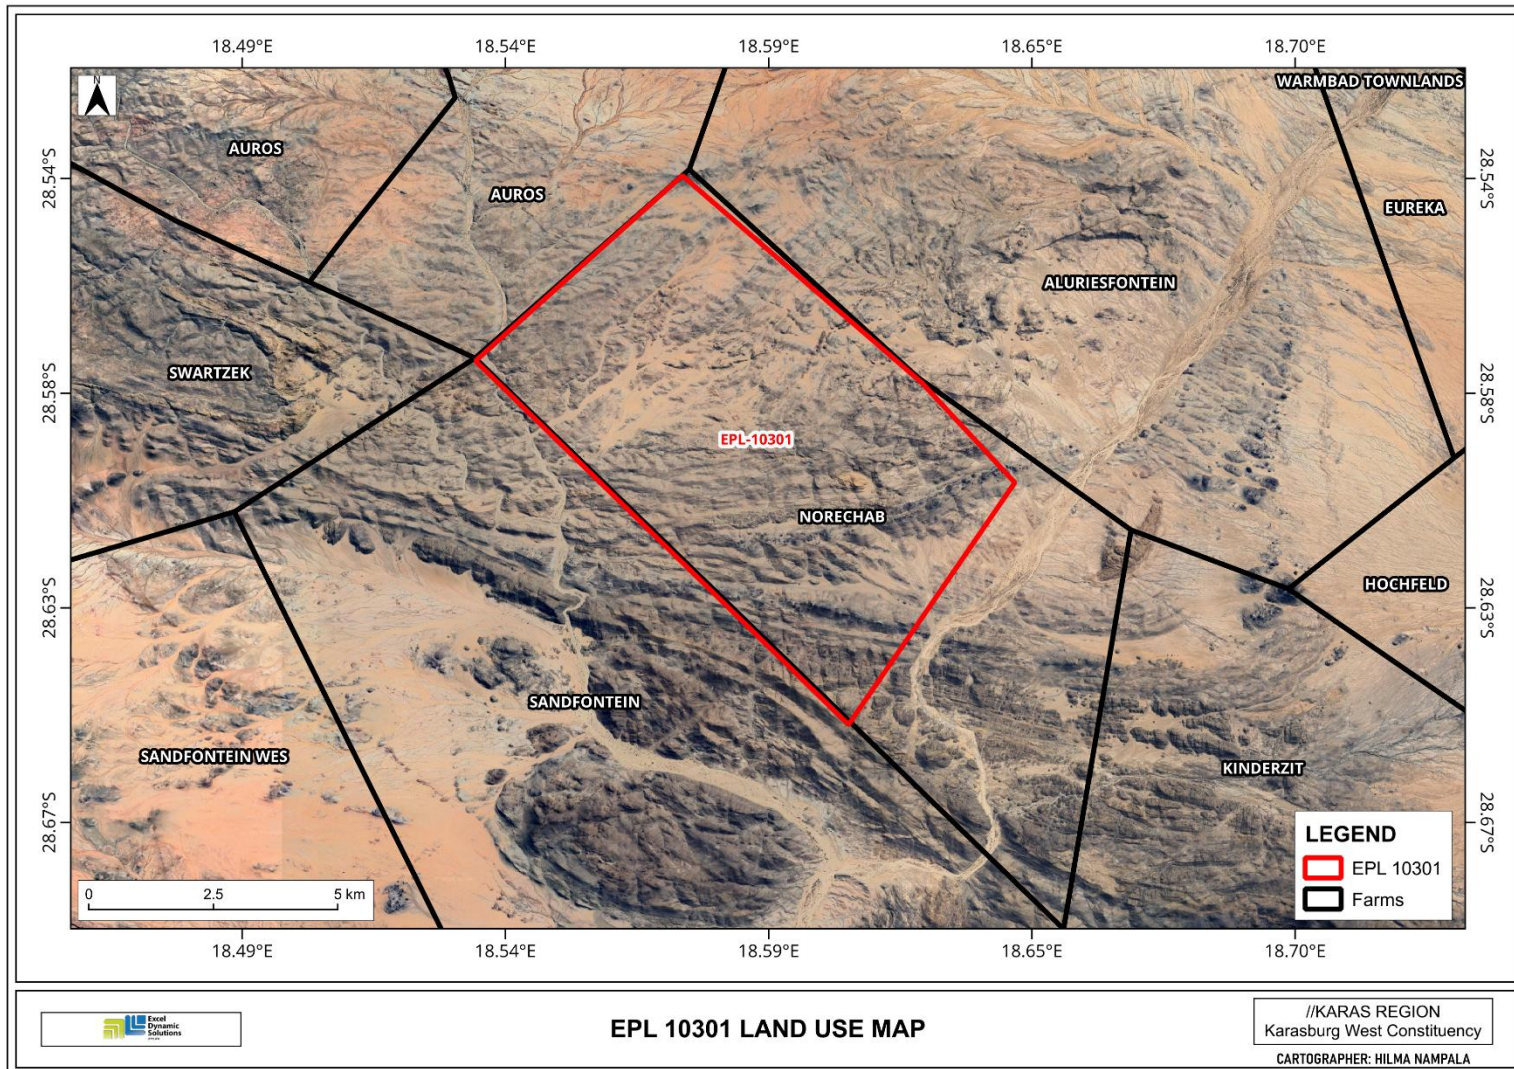 18.49°E 18.54°E 18.59°E 18.65°E 18.70°E
N
WARMBAD TOWNLANDS
AUROS
28.54°S
28.54°S
AUROS
EUREKA
ALURIESFONTEIN
SWARTZEK
28.58°S
28.58°S
EPL-10301
NORECHAB
HOCHFELD
28.63°S
28.63°S
SANDFONTEIN
SANDFONTEIN WES
KINDERZIT
28.67°S
28.67°S
LEGEND
EPL 10301
Farms
0 2.5 5 km
18.49°E 18.54°E 18.59°E 18.65°E 18.70°E
Excel
Dynamic
Solutions
EPL 10301 LAND USE MAP
//KARAS REGION
Karasburg West Constituency
CARTOGRAPHER: HILMA NAMPALA